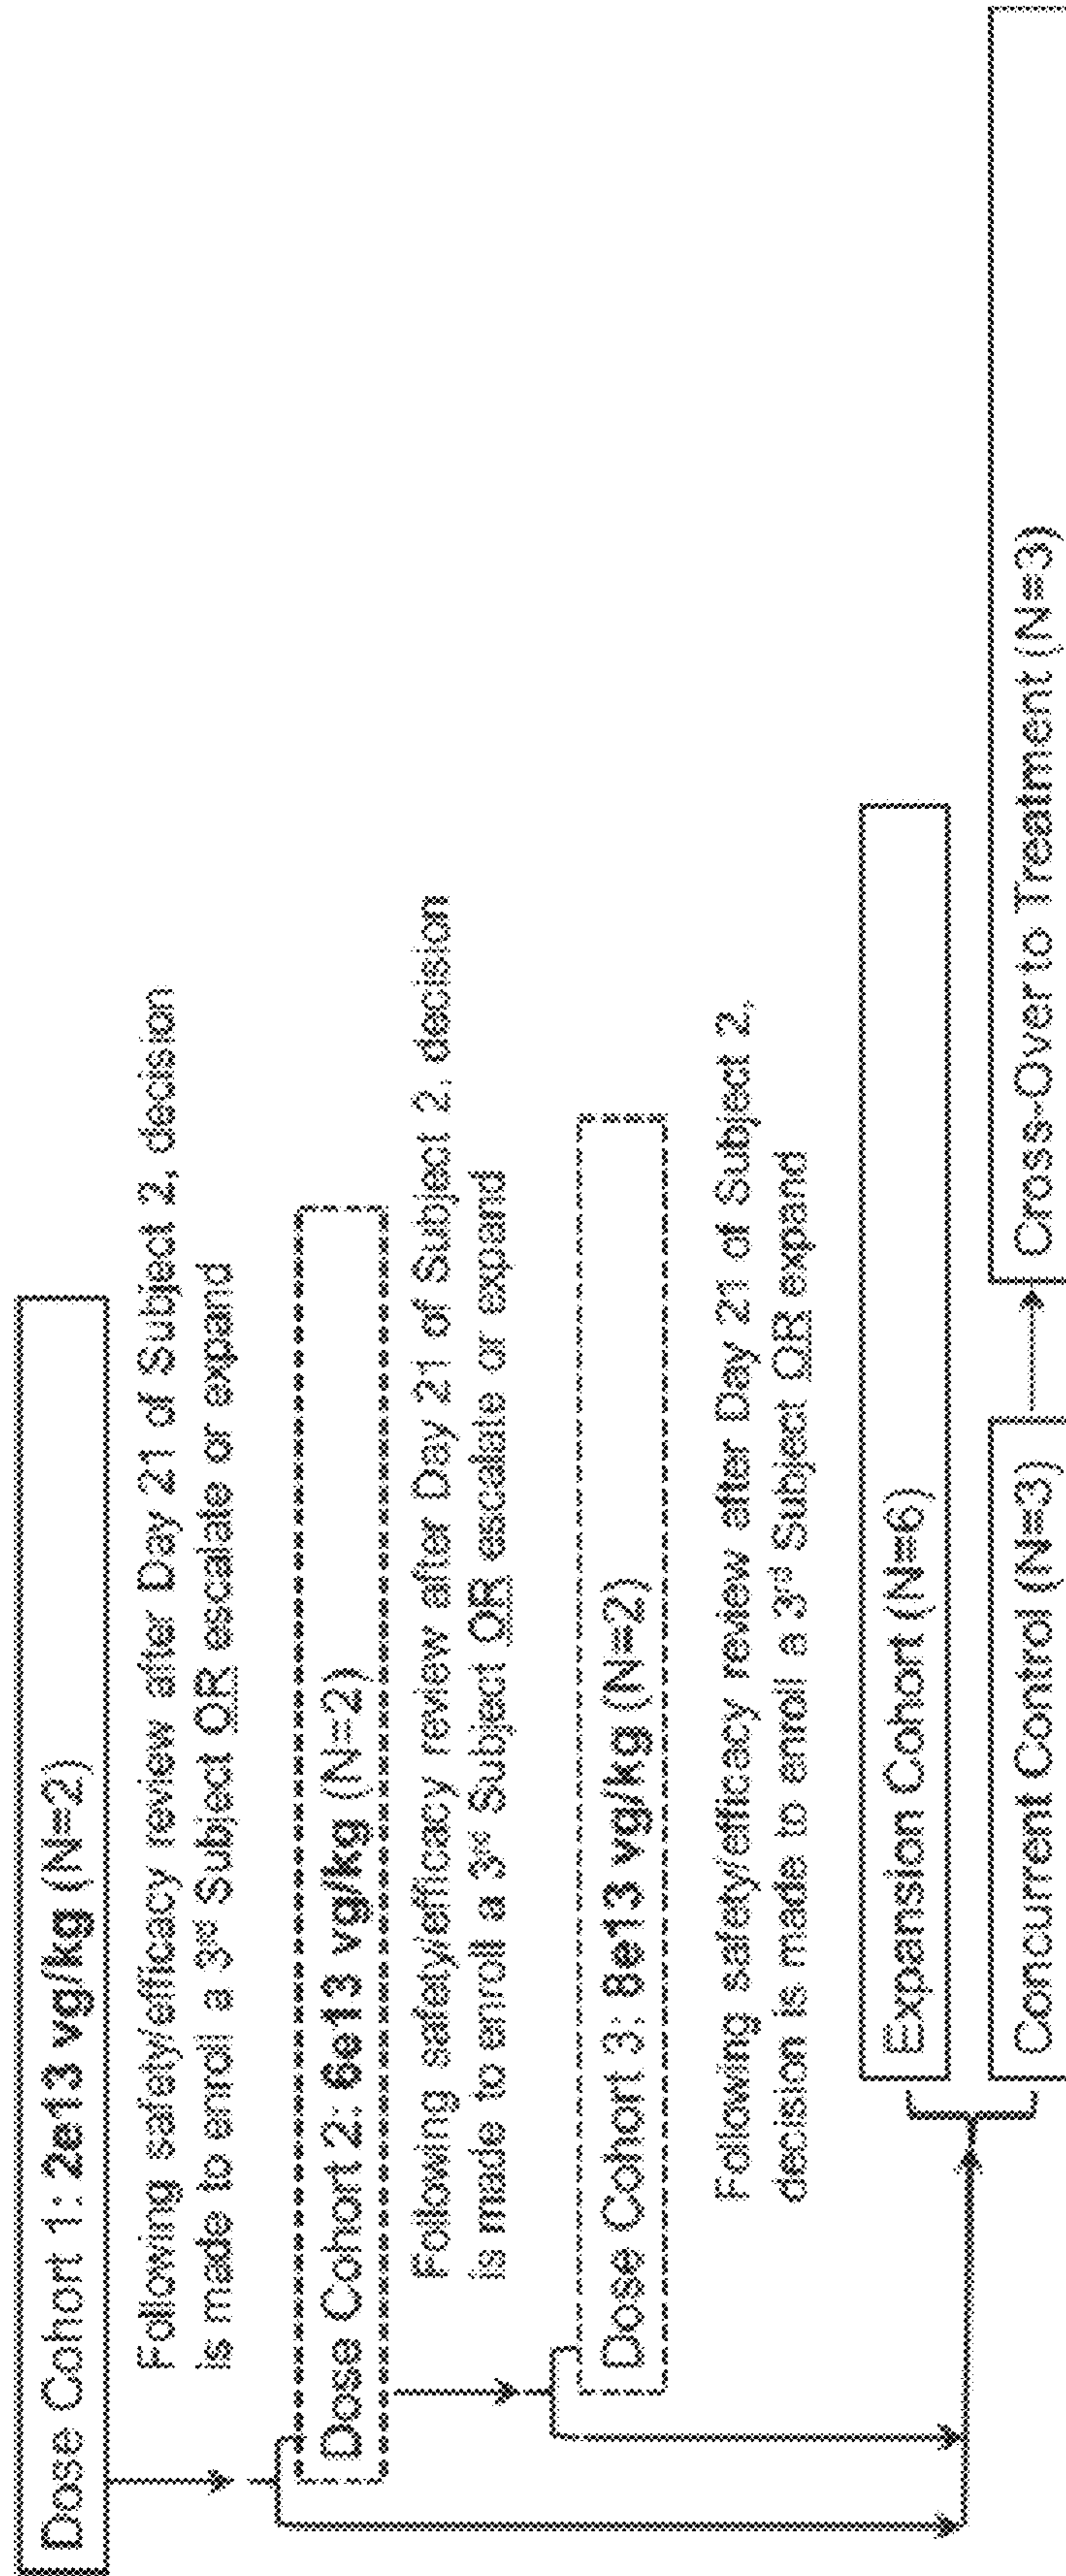 Dose Cohort 1: 2e13 vg/kg (N=2)
Following safety/efficacy review after Day 21 of Subject 2, decision
is made to enroll a 3rd Subject OR escalate or expand
Dose Cohort 2: 6e13 vg/kg (N=2)
Following safety/efficacy review after Day 21 of Subject 2, decision
is made to enroll a 3rd Subject OR escalate or expand
Dose Cohort 3: 8e13 vg/kg (N=2)
Following safety/efficacy review after Day 21 of Subject 2,
decision is made to enroll a 3rd Subject OR expand
Expansion Cohort (N=6)
Concurrent Control (N=3)
Cross-Over to Treatment (N=3)